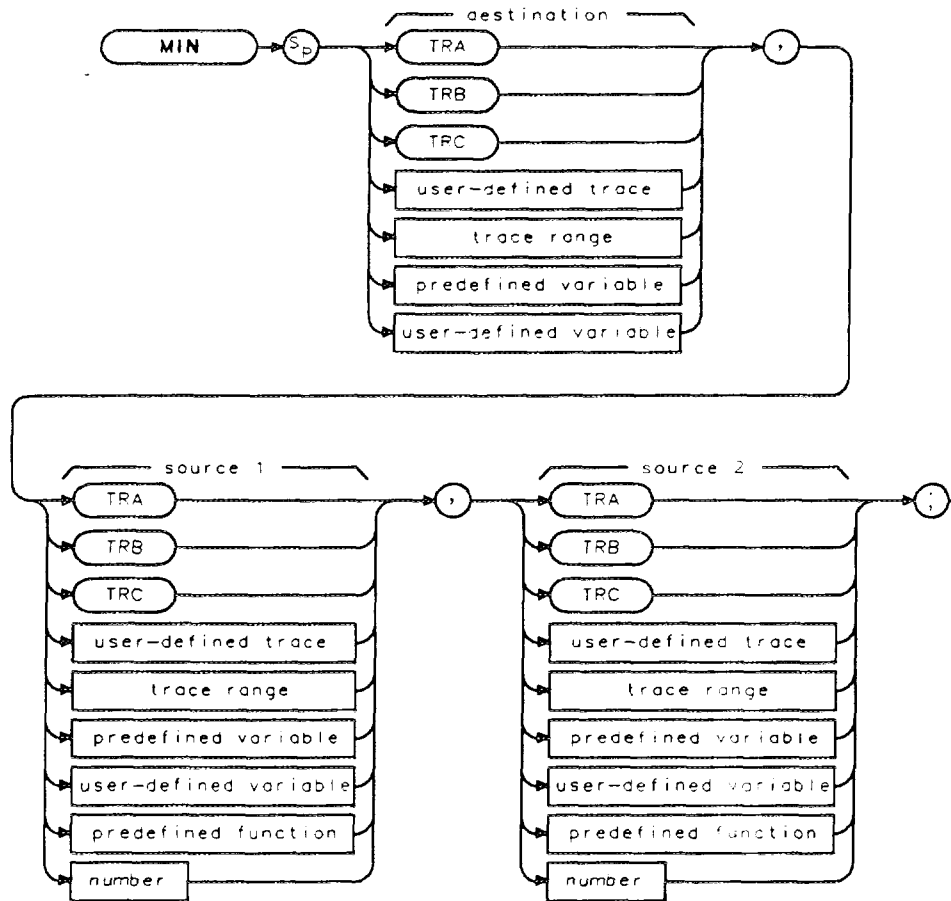 aestination
MIN Sp TRA ,
TRB
TRC
user-defined trace
trace range
predefined variable
user-defined variable
source 1
TRA ,
TRB
TRC
user-defined trace
trace range
predefined variable
user-defined variable
predefined function
number
source 2
TRA ;
TRB
TRC
user-defined trace
trace range
predefined variable
user-defined variable
predefined function
number